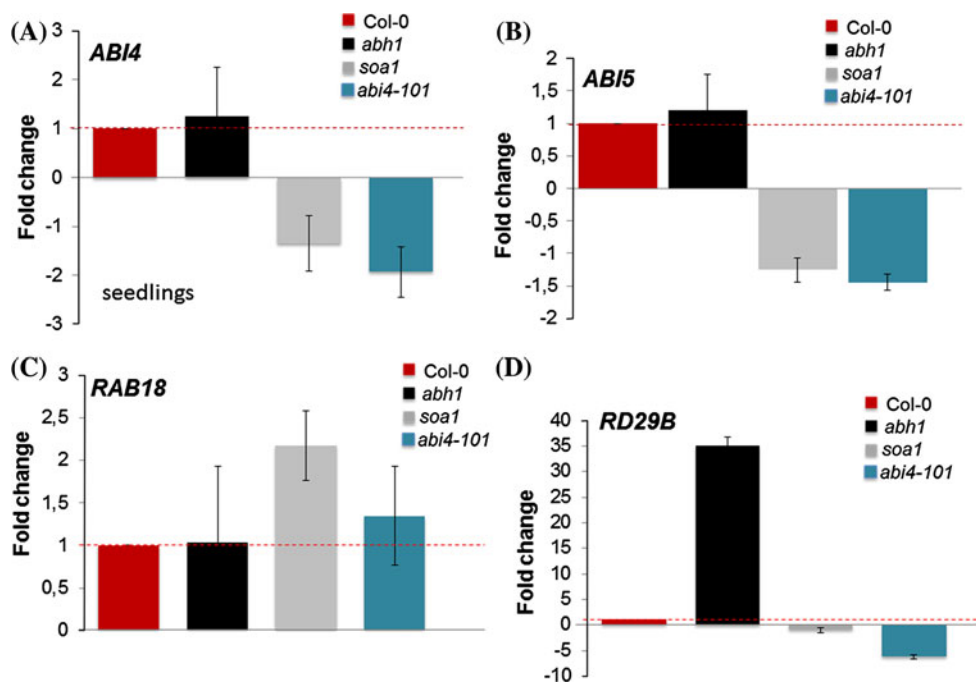 (A)
ABI4
Col-0
abh1
soa1
abi4-101
Fold change
3
2
1
0
-1
-2
-3
seedlings
(B)
ABI5
Col-0
abh1
soa1
abi4-101
Fold change
2
1,5
1
0,5
0
-0,5
-1
-1,5
-2
(C)
RAB18
Col-0
abh1
soa1
abi4-101
Fold change
3
2,5
2
1,5
1
0,5
0
(D)
RD29B
Col-0
abh1
soa1
abi4-101
Fold change
40
35
30
25
20
15
10
5
0
-5
-10